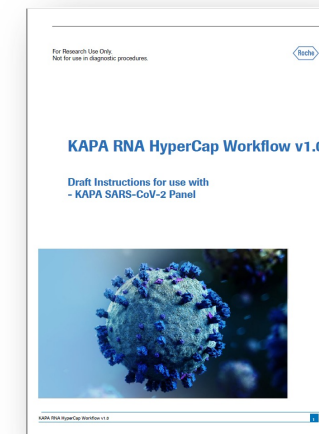 For Research Use Only.
Not for use in diagnostic procedures.
Roche
KAPA RNA HyperCap Workflow v1.0
Draft Instructions for use with
- KAPA SARS-CoV-2 Panel
KAPA RNA HyperCap Workflow v1.0